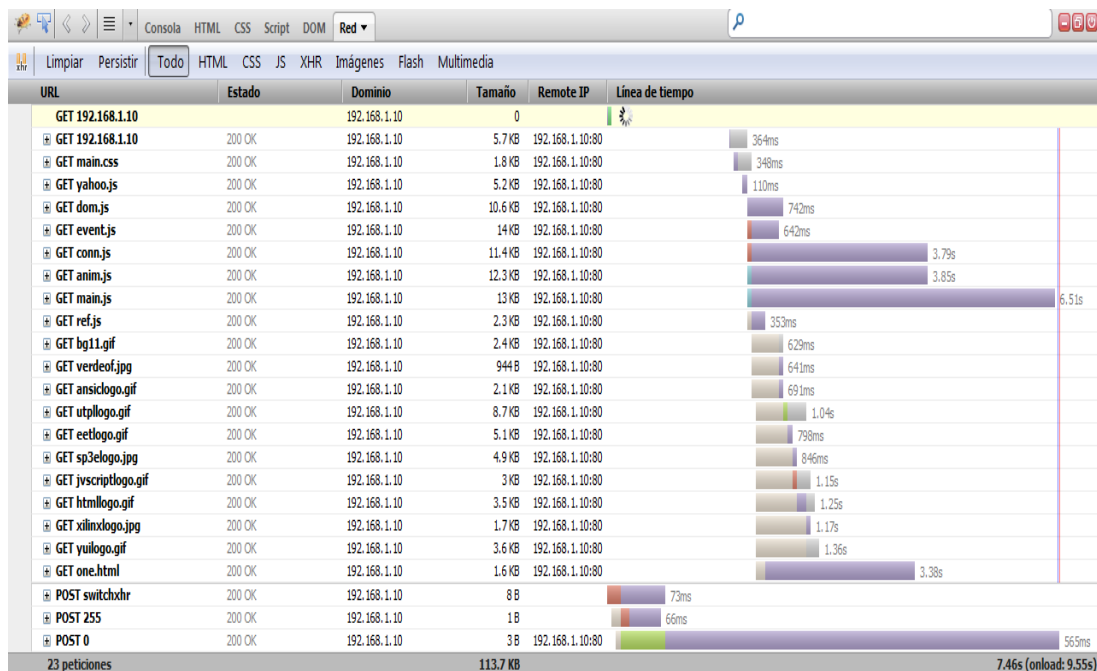 Consola HTML CSS Script DOM Red
xhr Limpiar Persistir Todo HTML CSS JS XHR Imágenes Flash Multimedia
URL Estado Dominio Tamaño Remote IP Línea de tiempo
GET 192.168.1.10 192.168.1.10 0
GET 192.168.1.10 200 OK 192.168.1.10 5.7 KB 192.168.1.10:80 364ms
GET main.css 200 OK 192.168.1.10 1.8 KB 192.168.1.10:80 348ms
GET yahoo.js 200 OK 192.168.1.10 5.2 KB 192.168.1.10:80 110ms
GET dom.js 200 OK 192.168.1.10 10.6 KB 192.168.1.10:80 742ms
GET event.js 200 OK 192.168.1.10 14 KB 192.168.1.10:80 642ms
GET conn.js 200 OK 192.168.1.10 11.4 KB 192.168.1.10:80 3.79s
GET anim.js 200 OK 192.168.1.10 12.3 KB 192.168.1.10:80 3.85s
GET main.js 200 OK 192.168.1.10 13 KB 192.168.1.10:80 6.51s
GET ref.js 200 OK 192.168.1.10 2.3 KB 192.168.1.10:80 353ms
GET bg11.gif 200 OK 192.168.1.10 2.4 KB 192.168.1.10:80 629ms
GET verdeof.jpg 200 OK 192.168.1.10 944 B 192.168.1.10:80 641ms
GET ansiclogo.gif 200 OK 192.168.1.10 2.1 KB 192.168.1.10:80 691ms
GET utpllogo.gif 200 OK 192.168.1.10 8.7 KB 192.168.1.10:80 1.04s
GET eetlogo.gif 200 OK 192.168.1.10 5.1 KB 192.168.1.10:80 798ms
GET sp3elogo.jpg 200 OK 192.168.1.10 4.9 KB 192.168.1.10:80 846ms
GET jvscriptlogo.gif 200 OK 192.168.1.10 3 KB 192.168.1.10:80 1.15s
GET htmllogo.gif 200 OK 192.168.1.10 3.5 KB 192.168.1.10:80 1.25s
GET xilinxlogo.jpg 200 OK 192.168.1.10 1.7 KB 192.168.1.10:80 1.17s
GET yuilogo.gif 200 OK 192.168.1.10 3.6 KB 192.168.1.10:80 1.36s
GET one.html 200 OK 192.168.1.10 1.6 KB 192.168.1.10:80 3.38s
POST switchxhr 200 OK 192.168.1.10 8 B 73ms
POST 255 200 OK 192.168.1.10 1 B 66ms
POST 0 200 OK 192.168.1.10 3 B 192.168.1.10:80 565ms
23 peticiones 113.7 KB 7.46s (onload: 9.55s)